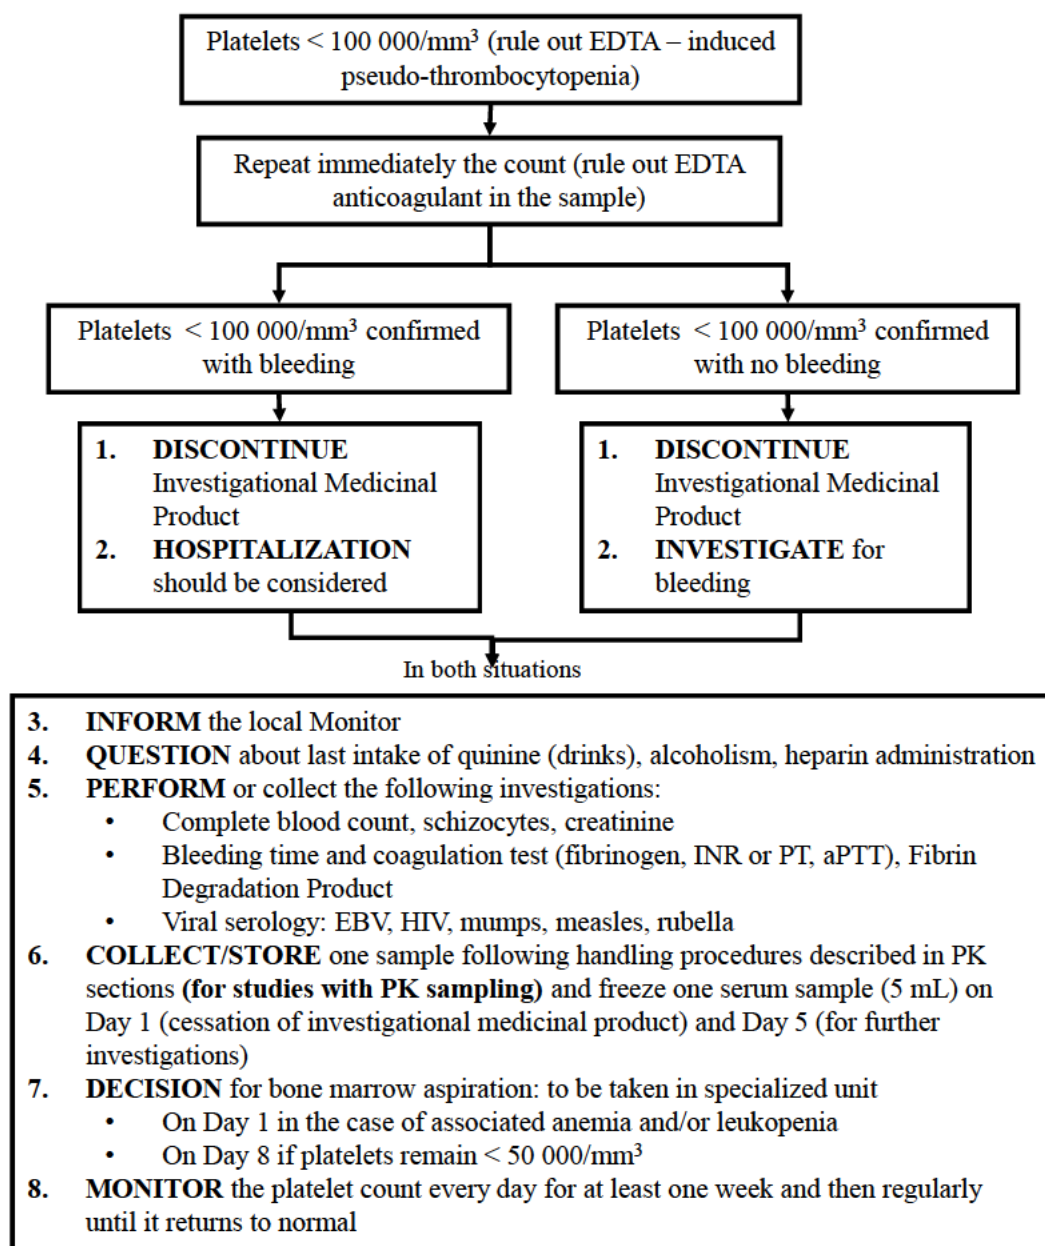 Platelets < 100 000/mm³ (rule out EDTA – induced
pseudo-thrombocytopenia)
Repeat immediately the count (rule out EDTA
anticoagulant in the sample)
Platelets < 100 000/mm³ confirmed
with bleeding
Platelets < 100 000/mm³ confirmed
with no bleeding
1. DISCONTINUE
Investigational Medicinal
Product
2. HOSPITALIZATION
should be considered
1. DISCONTINUE
Investigational Medicinal
Product
2. INVESTIGATE for
bleeding
In both situations
3. INFORM the local Monitor
4. QUESTION about last intake of quinine (drinks), alcoholism, heparin administration
5. PERFORM or collect the following investigations:
• Complete blood count, schizocytes, creatinine
• Bleeding time and coagulation test (fibrinogen, INR or PT, aPTT), Fibrin
Degradation Product
• Viral serology: EBV, HIV, mumps, measles, rubella
6. COLLECT/STORE one sample following handling procedures described in PK
sections (for studies with PK sampling) and freeze one serum sample (5 mL) on
Day 1 (cessation of investigational medicinal product) and Day 5 (for further
investigations)
7. DECISION for bone marrow aspiration: to be taken in specialized unit
• On Day 1 in the case of associated anemia and/or leukopenia
• On Day 8 if platelets remain < 50 000/mm³
8. MONITOR the platelet count every day for at least one week and then regularly
until it returns to normal